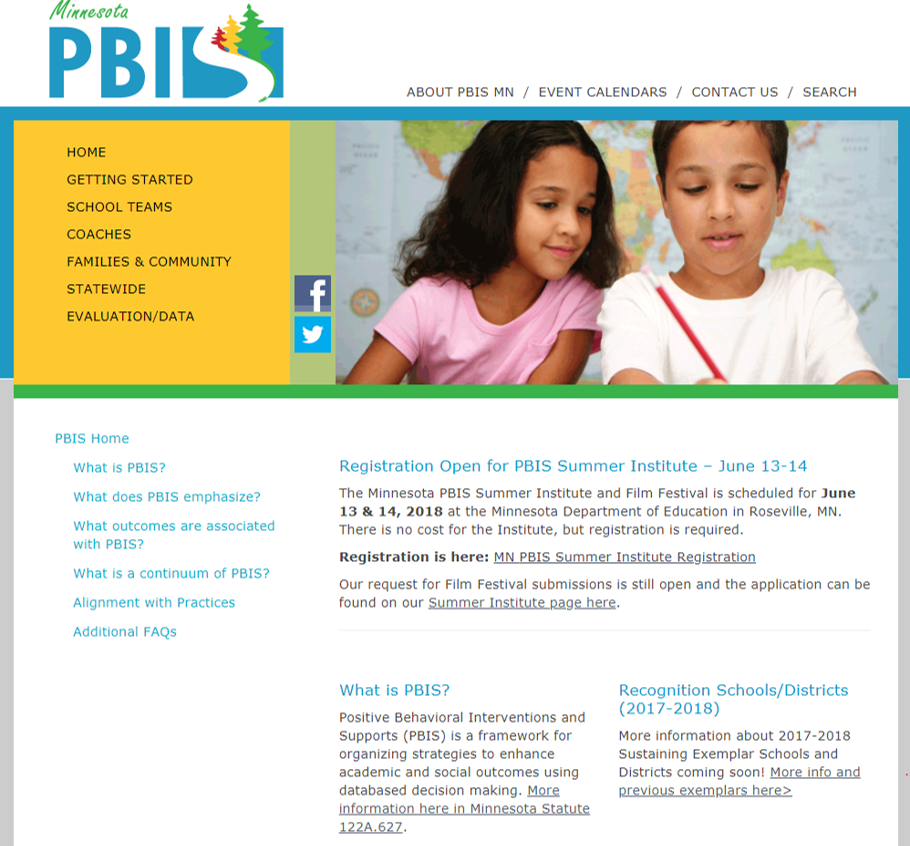 Minnesota
PBIS
ABOUT PBIS MN / EVENT CALENDARS / CONTACT US / SEARCH
HOME
GETTING STARTED
SCHOOL TEAMS
COACHES
FAMILIES & COMMUNITY
STATEWIDE
EVALUATION/DATA
PBIS Home
What is PBIS?
What does PBIS emphasize?
What outcomes are associated
with PBIS?
What is a continuum of PBIS?
Alignment with Practices
Additional FAQs
Registration Open for PBIS Summer Institute – June 13-14
The Minnesota PBIS Summer Institute and Film Festival is scheduled for June
13 & 14, 2018 at the Minnesota Department of Education in Roseville, MN.
There is no cost for the Institute, but registration is required.
Registration is here: MN PBIS Summer Institute Registration
Our request for Film Festival submissions is still open and the application can be
found on our Summer Institute page here.
What is PBIS?
Positive Behavioral Interventions and
Supports (PBIS) is a framework for
organizing strategies to enhance
academic and social outcomes using
databased decision making. More
information here in Minnesota Statute
122A.627.
Recognition Schools/Districts
(2017-2018)
More information about 2017-2018
Sustaining Exemplar Schools and
Districts coming soon! More info and
previous exemplars here>